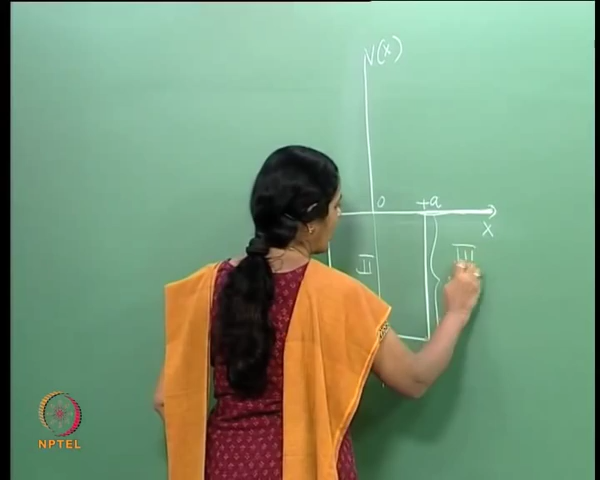 V(x)
0 +a
X
II III
NPTEL